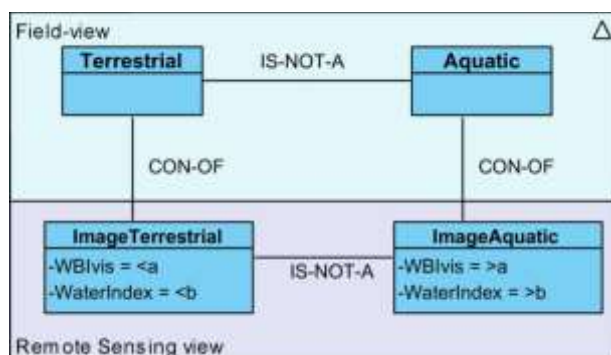 Field-view
Terrestrial
IS-NOT-A
Aquatic
CON-OF
CON-OF
ImageTerrestrial
-WBIvis = <a
-WaterIndex = <b
IS-NOT-A
ImageAquatic
-WBIvis = >a
-WaterIndex = >b
Remote Sensing view